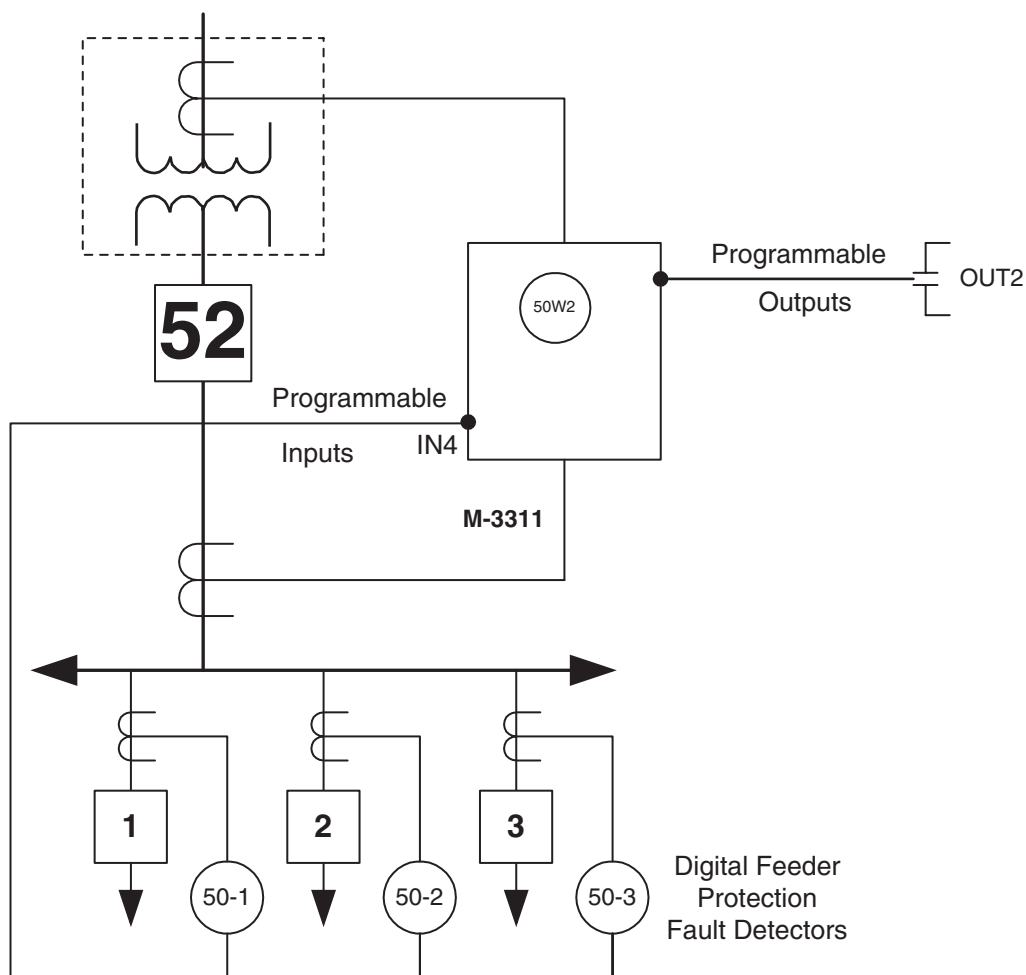 50W2
Programmable
Outputs
OUT2
52
Programmable
Inputs
IN4
M-3311
1
2
3
50-1
50-2
50-3
Digital Feeder
Protection
Fault Detectors